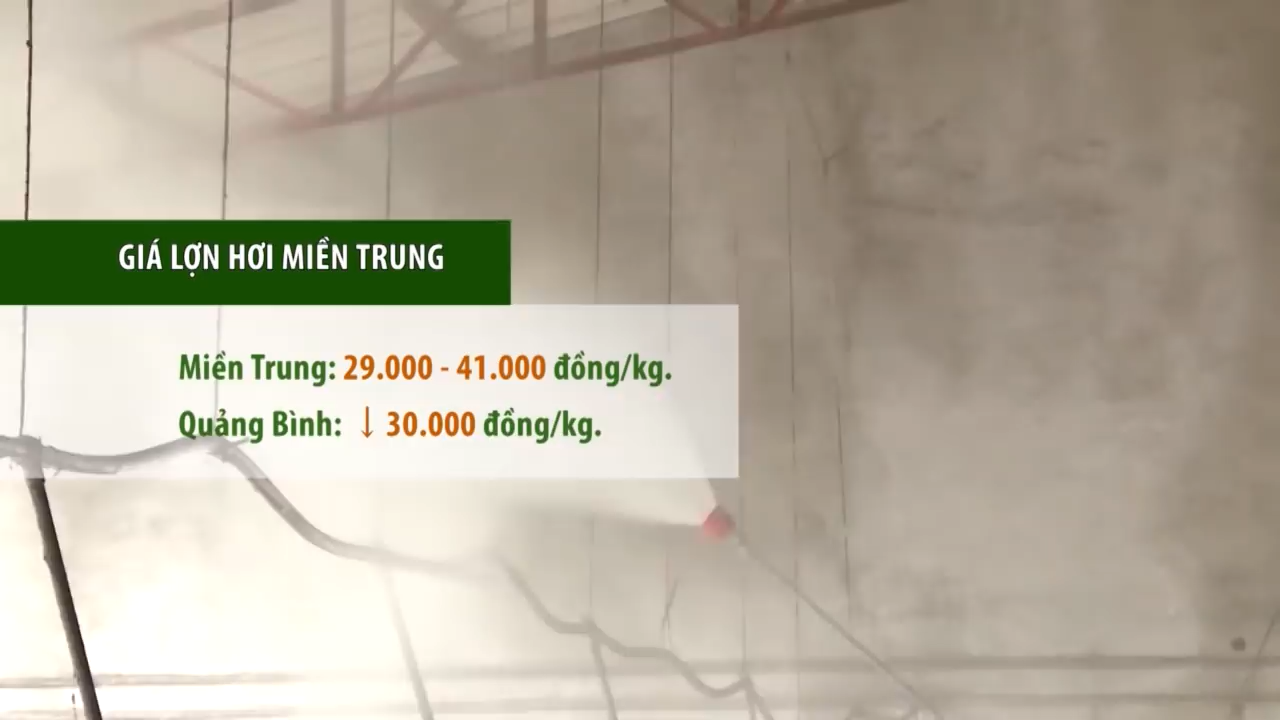 GIÁ LỢN HƠI MIỀN TRUNG
Miền Trung: 29.000 - 41.000 đồng/kg.
Quảng Bình: ↓ 30.000 đồng/kg.